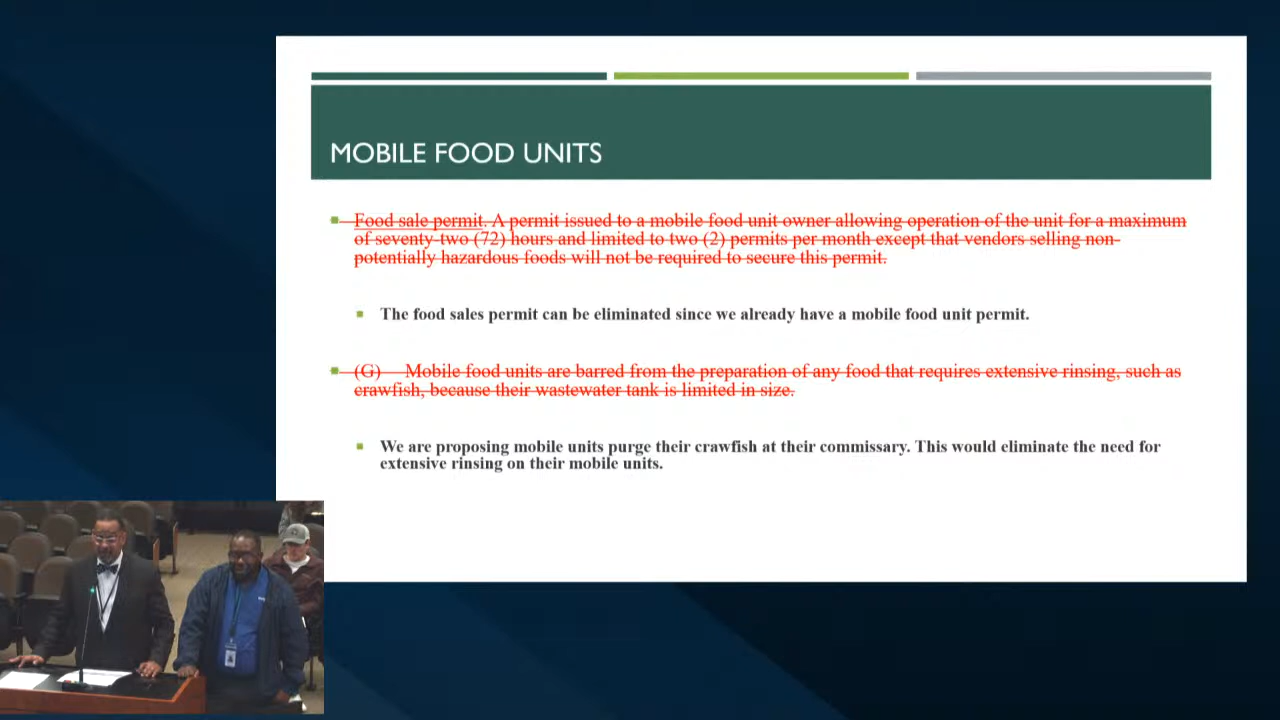 MOBILE FOOD UNITS
Food sale permit. A permit issued to a mobile food unit owner allowing operation of the unit for a maximum
of seventy-two (72) hours and limited to two (2) permits per month except that vendors selling non-
potentially hazardous foods will not be required to secure this permit.
The food sales permit can be eliminated since we already have a mobile food unit permit.
(G) Mobile food units are barred from the preparation of any food that requires extensive rinsing, such as
crawfish, because their wastewater tank is limited in size.
We are proposing mobile units purge their crawfish at their commissary. This would eliminate the need for
extensive rinsing on their mobile units.